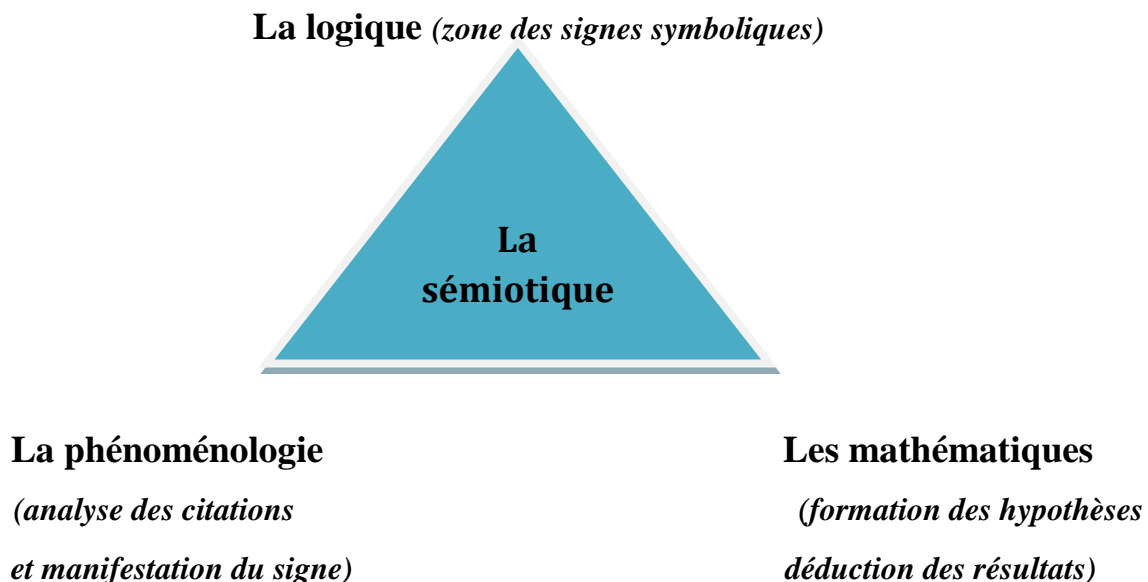 La logique (zone des signes symboliques)
La
sémiotique
La phénoménologie
(analyse des citations
et manifestation du signe)
Les mathématiques
(formation des hypothèses
déduction des résultats)